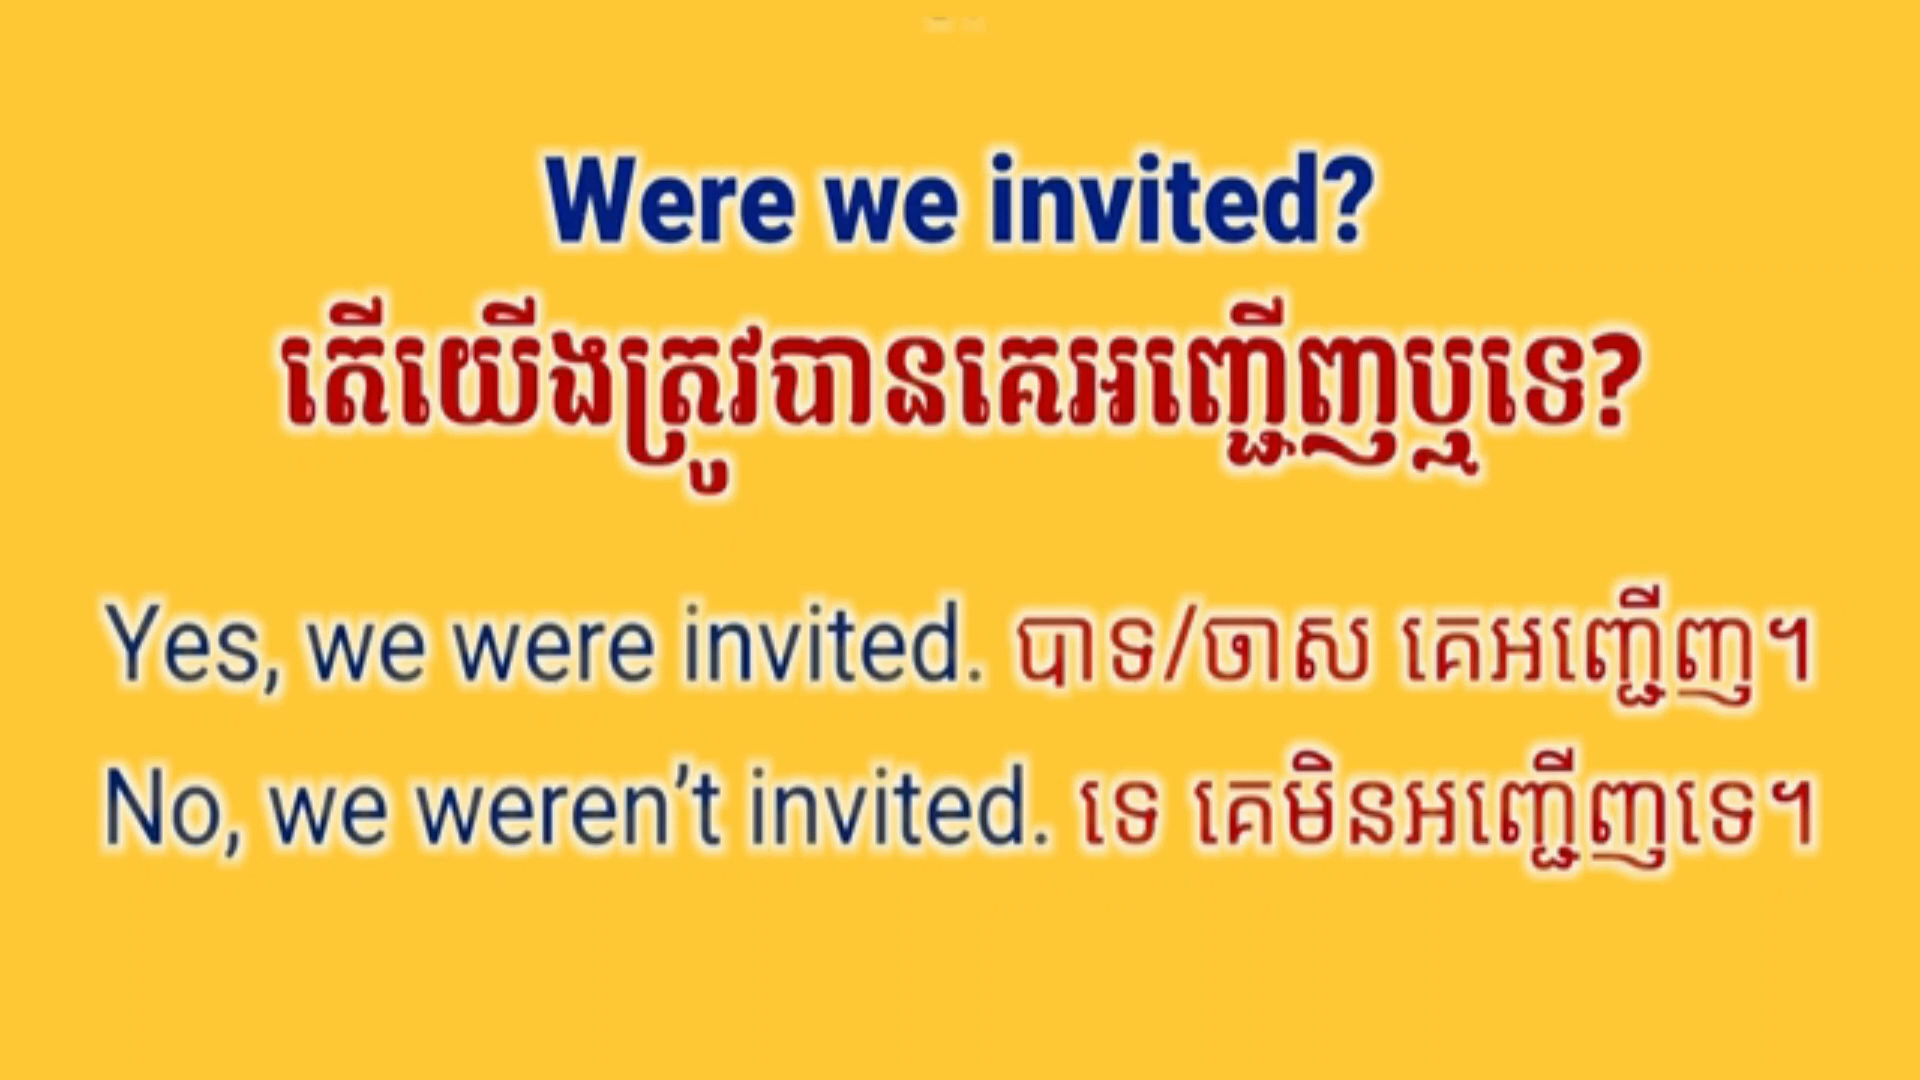 Were we invited?
តើយើងត្រូវបានគេអញ្ជើញឬទេ?
Yes, we were invited. បាទ/ចាស គេអញ្ជើញ។
No, we weren’t invited. ទេ គេមិនអញ្ជើញទេ។